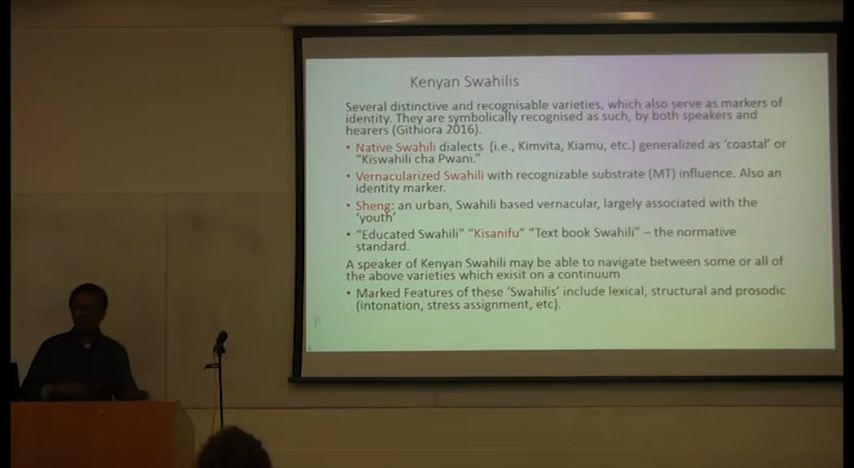 Kenyan Swahilis
Several distinctive and recognisable varieties, which also serve as markers of
identity. They are symbolically recognised as such, by both speakers and
hearers (Githiora 2016).
• Native Swahili dialects (i.e., Kimvita, Kiamu, etc.) generalized as ‘coastal’ or
“Kiswahili cha Pwani.”
• Vernacularized Swahili with recognizable substrate (MT) influence. Also an
identity marker.
• Sheng: an urban, Swahili based vernacular, largely associated with the
‘youth’
• “Educated Swahili” “Kisanifu” “Text book Swahili” – the normative
standard.
A speaker of Kenyan Swahili may be able to navigate between some or all of
the above varieties which exisit on a continuum
• Marked Features of these ‘Swahilis’ include lexical, structural and prosodic
(intonation, stress assignment, etc).